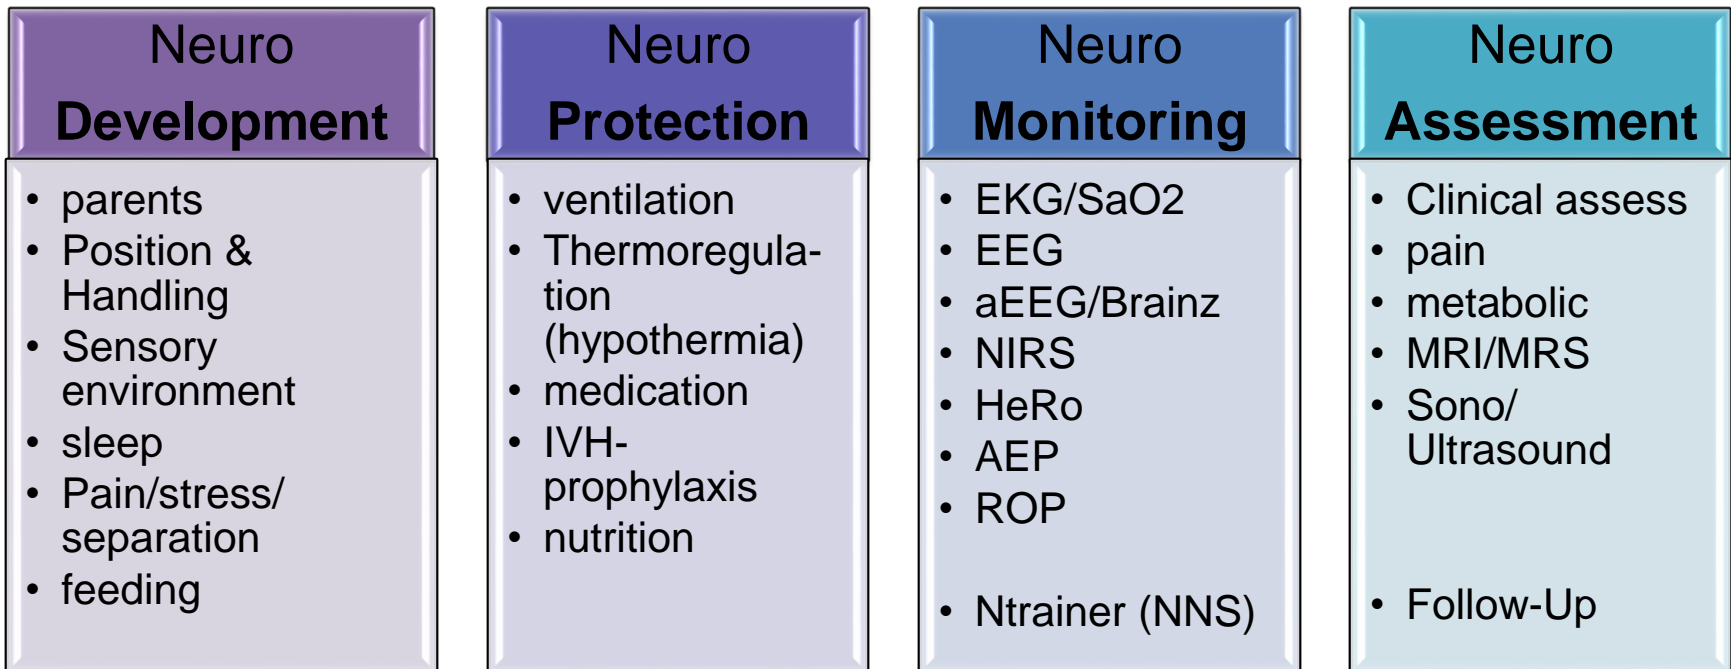 Neuro
Development
• parents
• Position &
Handling
• Sensory
environment
• sleep
• Pain/stress/
separation
• feeding
Neuro
Protection
• ventilation
• Thermoregula-
tion
(hypothermia)
• medication
• IVH-
prophylaxis
• nutrition
Neuro
Monitoring
• EKG/SaO2
• EEG
• aEEG/Brainz
• NIRS
• HeRo
• AEP
• ROP
• Ntrainer (NNS)
Neuro
Assessment
• Clinical assess
• pain
• metabolic
• MRI/MRS
• Sono/
Ultrasound
• Follow-Up